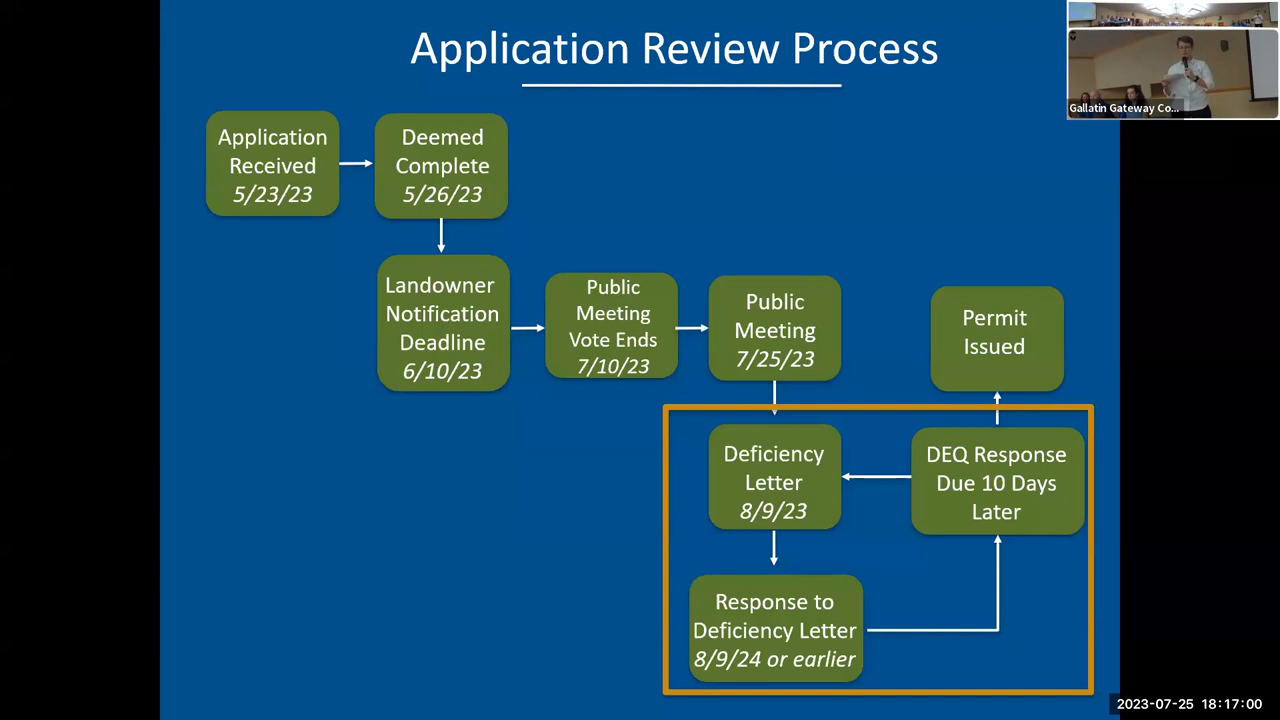 Application Review Process
Gallatin Gateway Co...
Application
Received
5/23/23
Deemed
Complete
5/26/23
Landowner
Notification
Deadline
6/10/23
Public
Meeting
Vote Ends
7/10/23
Public
Meeting
7/25/23
Permit
Issued
Deficiency
Letter
8/9/23
DEQ Response
Due 10 Days
Later
Response to
Deficiency Letter
8/9/24 or earlier
2023-07-25 18:17:00